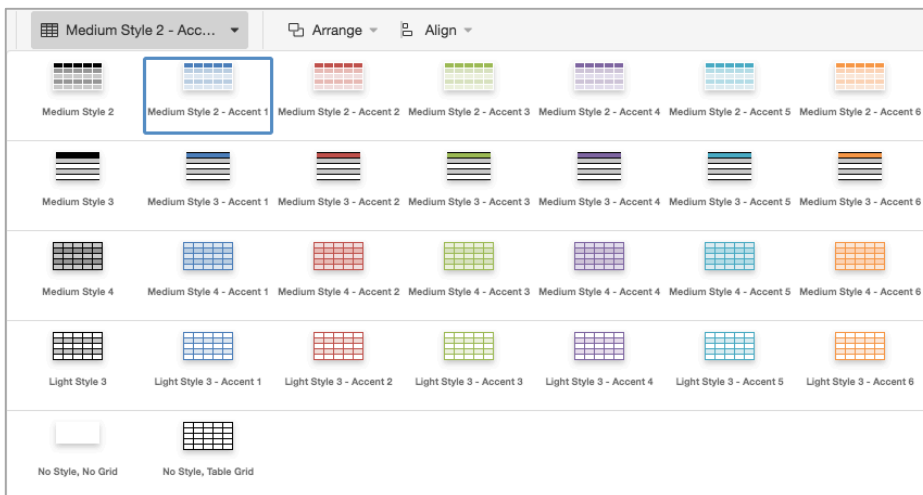 Medium Style 2 - Acc... Arrange Align
Medium Style 2 Medium Style 2 - Accent 1 Medium Style 2 - Accent 2 Medium Style 2 - Accent 3 Medium Style 2 - Accent 4 Medium Style 2 - Accent 5 Medium Style 2 - Accent 6
Medium Style 3 Medium Style 3 - Accent 1 Medium Style 3 - Accent 2 Medium Style 3 - Accent 3 Medium Style 3 - Accent 4 Medium Style 3 - Accent 5 Medium Style 3 - Accent 6
Medium Style 4 Medium Style 4 - Accent 1 Medium Style 4 - Accent 2 Medium Style 4 - Accent 3 Medium Style 4 - Accent 4 Medium Style 4 - Accent 5 Medium Style 4 - Accent 6
Light Style 3 Light Style 3 - Accent 1 Light Style 3 - Accent 2 Light Style 3 - Accent 3 Light Style 3 - Accent 4 Light Style 3 - Accent 5 Light Style 3 - Accent 6
No Style, No Grid No Style, Table Grid